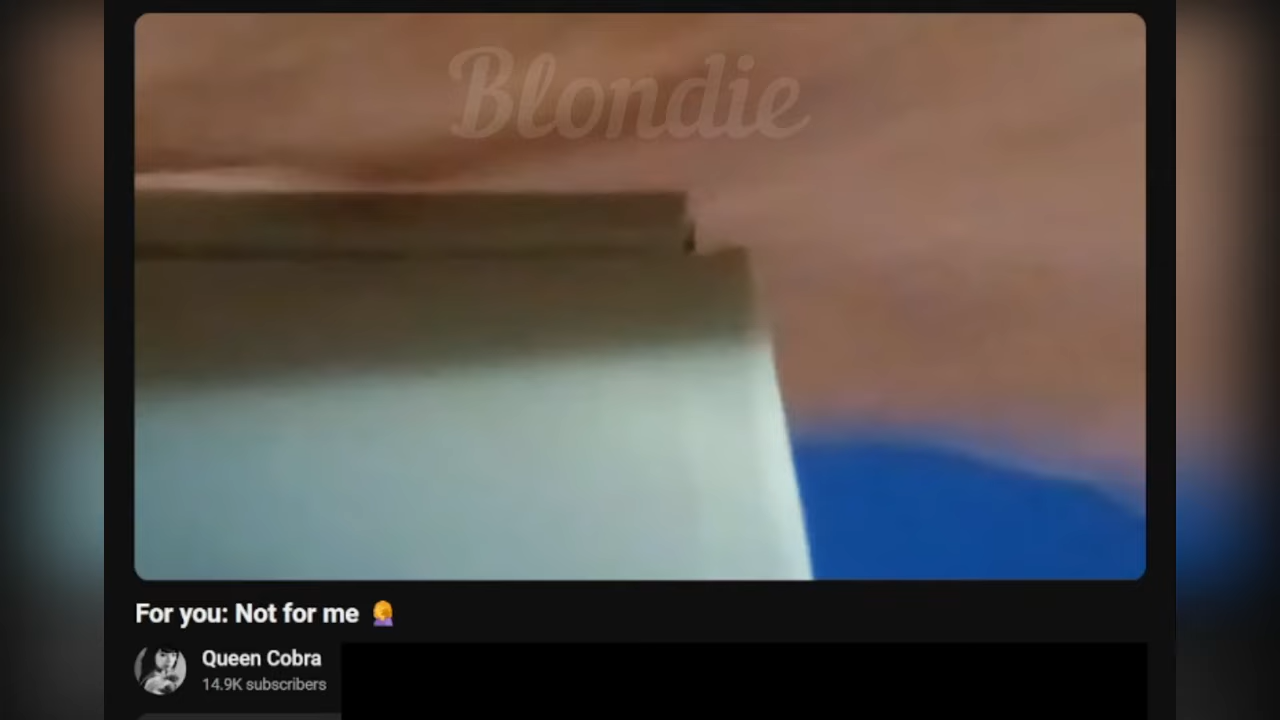 Blondie
For you: Not for me 🤦‍♀️
Queen Cobra
14.9K subscribers